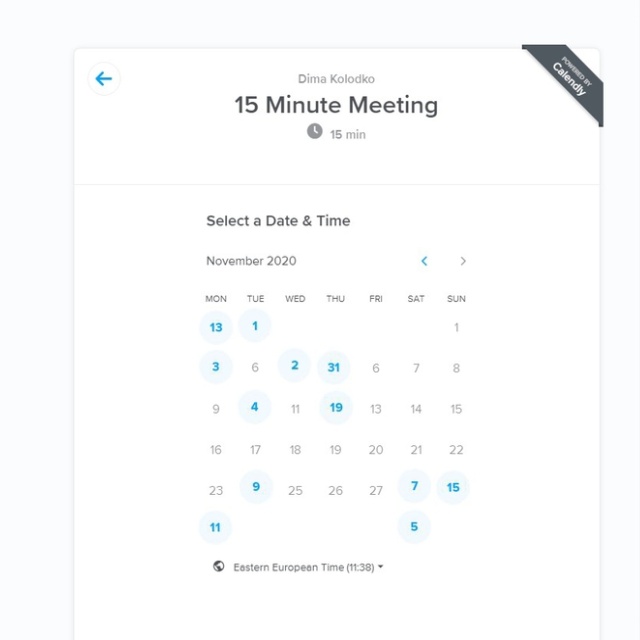 POWERED BY
Calendly
Dima Kolodko
15 Minute Meeting
15 min
Select a Date & Time
November 2020
MON TUE WED THU FRI SAT SUN
13 1 1
3 6 2 31 6 7 8
9 4 11 19 13 14 15
16 17 18 19 20 21 22
23 9 25 26 27 7 15
11 5
Eastern European Time (11:38)